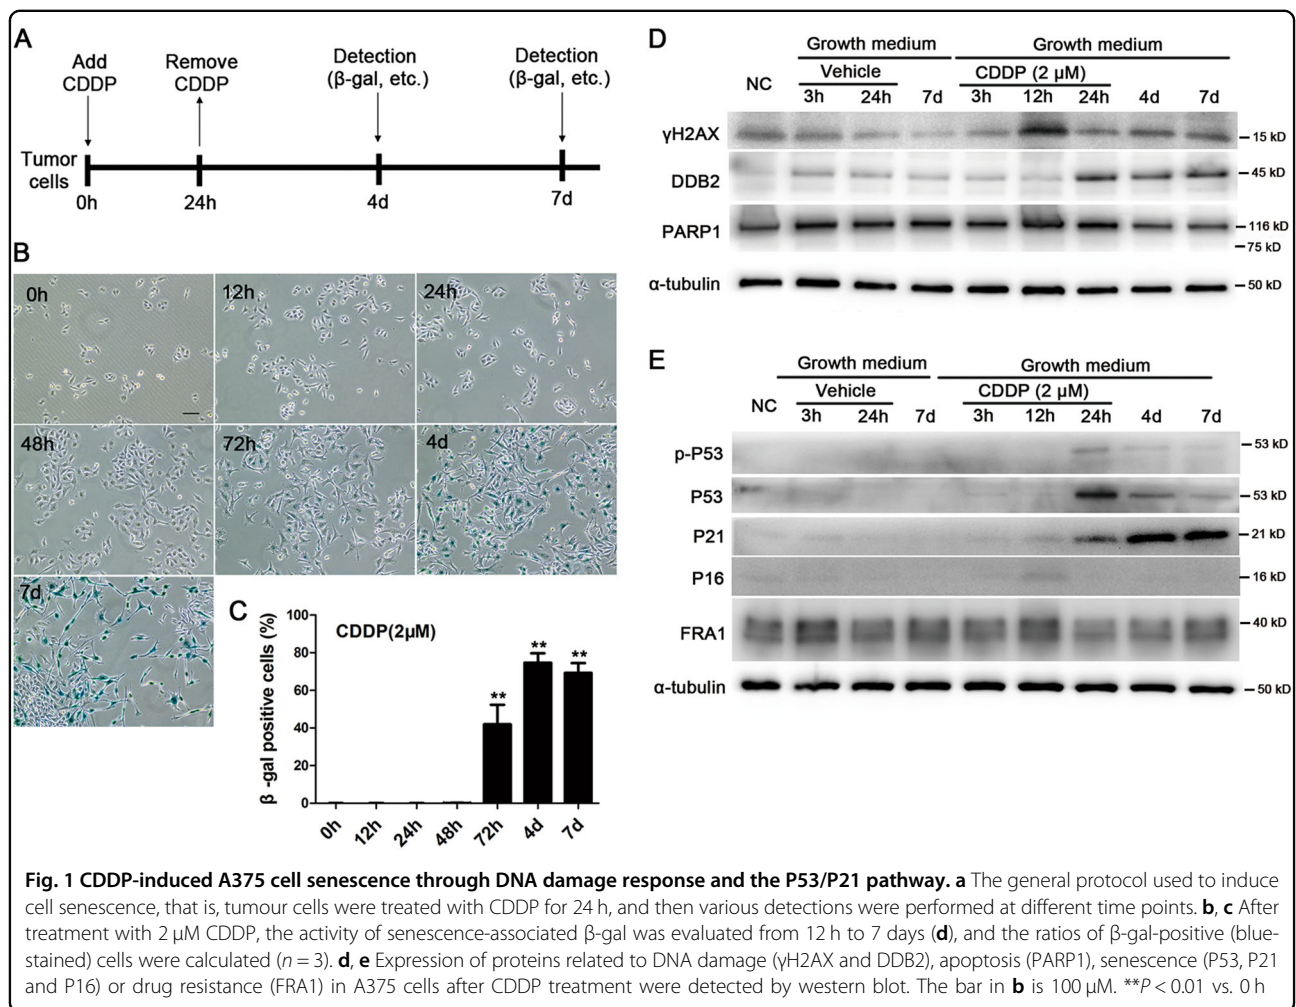 A
Add
CDDP
Remove
CDDP
Detection
(β-gal, etc.)
Detection
(β-gal, etc.)
Tumor
cells
0h
24h
4d
7d
B
0h
12h
24h
48h
72h
4d
7d
C
CDDP(2μM)
β -gal positive cells (%)
100
80
60
40
20
0
**
**
**
0h
12h
24h
48h
72h
4d
7d
D
Growth medium
Growth medium
Vehicle
CDDP (2 μM)
NC
3h
24h
7d
3h
12h
24h
4d
7d
γH2AX
15 kD
DDB2
45 kD
PARP1
116 kD
75 kD
α-tubulin
50 kD
E
Growth medium
Growth medium
Vehicle
CDDP (2 μM)
NC
3h
24h
7d
3h
12h
24h
4d
7d
p-P53
53 kD
P53
53 kD
P21
21 kD
P16
16 kD
FRA1
40 kD
α-tubulin
50 kD
Fig. 1 CDDP-induced A375 cell senescence through DNA damage response and the P53/P21 pathway. a The general protocol used to induce
cell senescence, that is, tumour cells were treated with CDDP for 24 h, and then various detections were performed at different time points. b, c After
treatment with 2 μM CDDP, the activity of senescence-associated β-gal was evaluated from 12 h to 7 days (d), and the ratios of β-gal-positive (blue-
stained) cells were calculated (n = 3). d, e Expression of proteins related to DNA damage (γH2AX and DDB2), apoptosis (PARP1), senescence (P53, P21
and P16) or drug resistance (FRA1) in A375 cells after CDDP treatment were detected by western blot. The bar in b is 100 μM. **P < 0.01 vs. 0 h